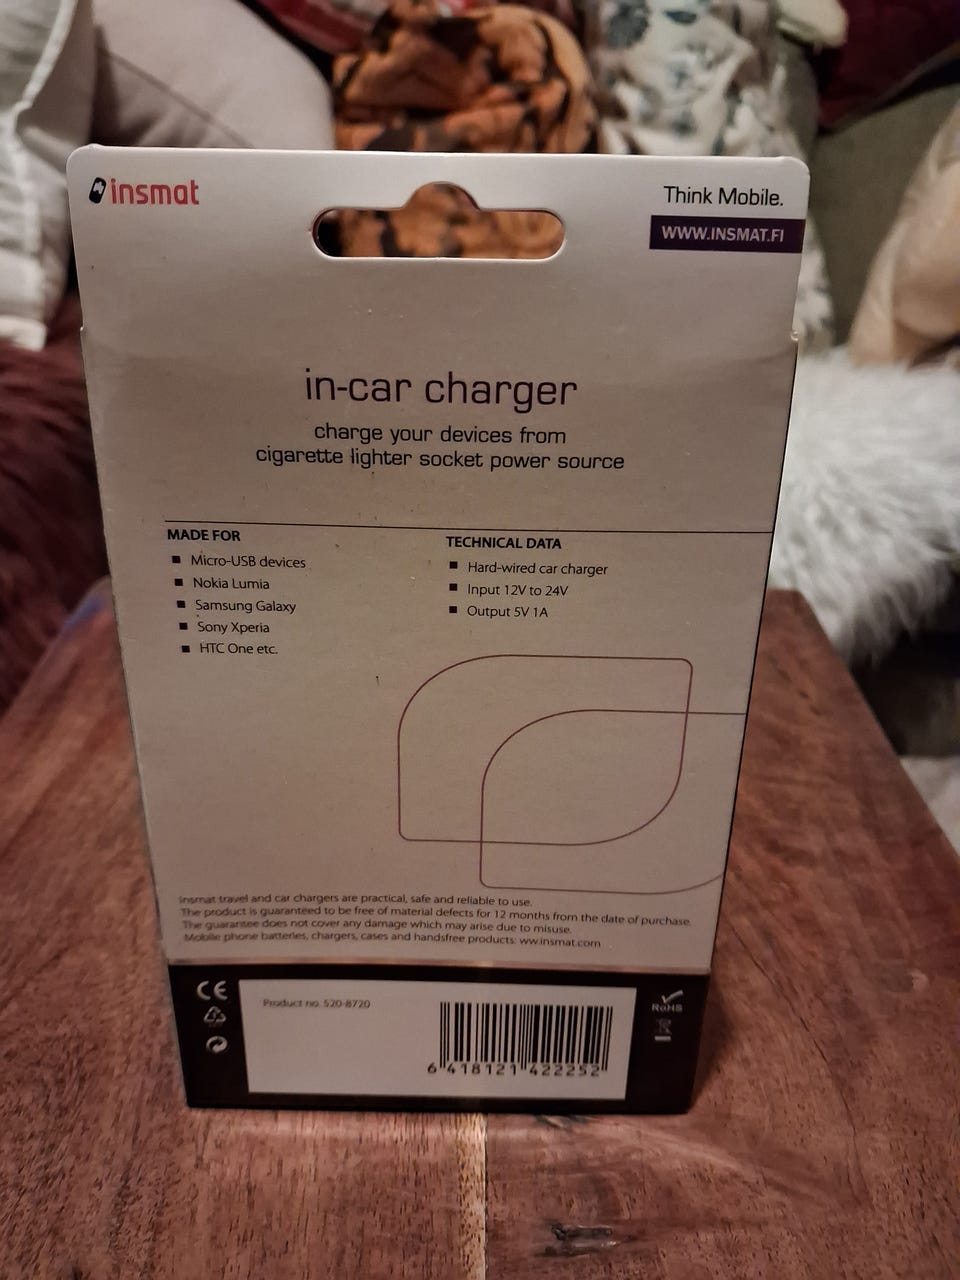 insmat
Think Mobile.
WWW.INSMAT.FI
in-car charger
charge your devices from
cigarette lighter socket power source
MADE FOR
Micro-USB devices
Nokia Lumia
Samsung Galaxy
Sony Xperia
HTC One etc.
TECHNICAL DATA
Hard-wired car charger
Input 12V to 24V
Output 5V 1A
Insmat travel and car chargers are practical, safe and reliable to use.
The product is guaranteed to be free of material defects for 12 months from the date of purchase.
The guarantee does not cover any damage which may arise due to misuse.
Mobile phone batteries, chargers, cases and handsfree products: ww.insmat.com
CE
Product no 520-8720
6 418121 422252
RoHS